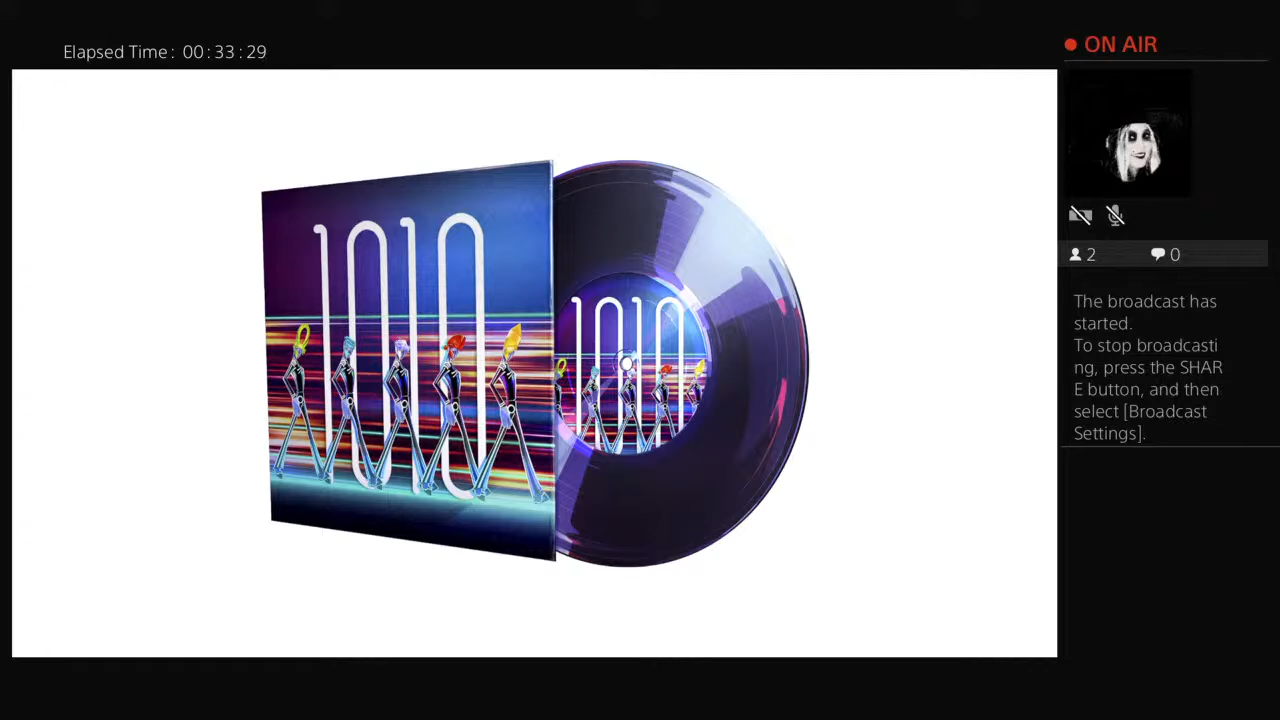 Elapsed Time: 00:33:29
ON AIR
1010
1010
2
0
The broadcast has
started.
To stop broadcasti
ng, press the SHAR
E button, and then
select [Broadcast
Settings].